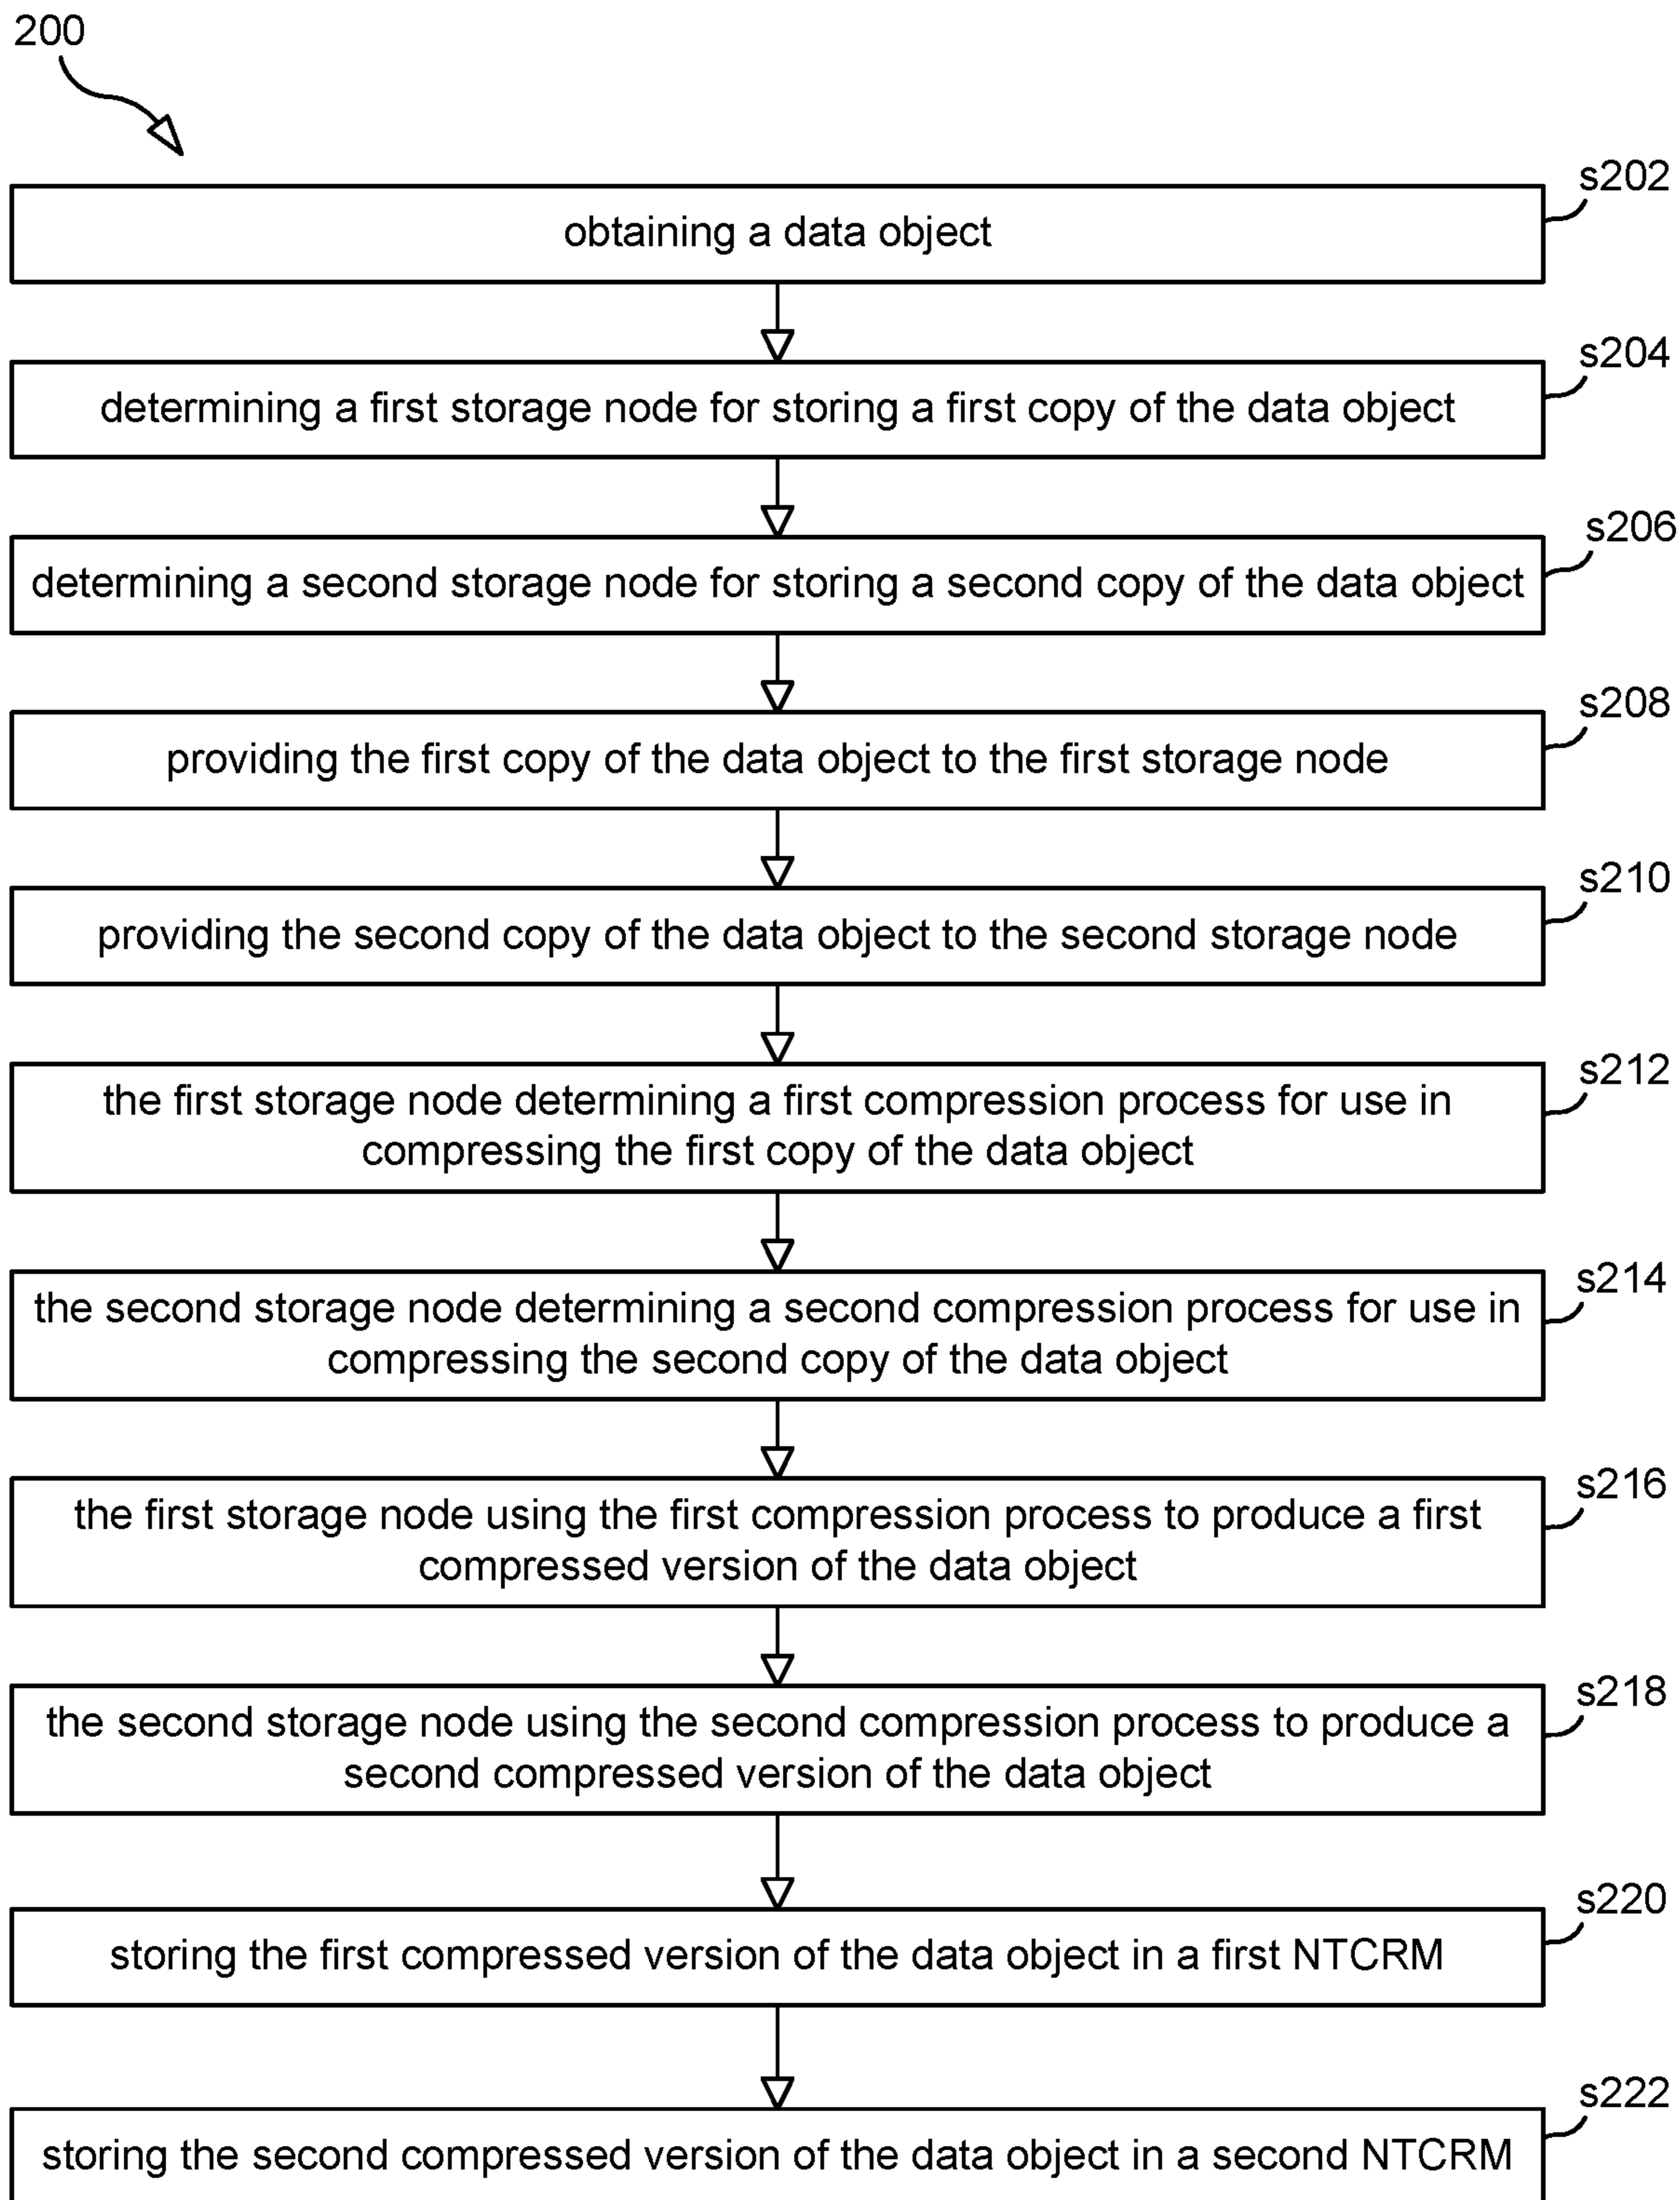 200
s202
obtaining a data object
s204
determining a first storage node for storing a first copy of the data object
s206
determining a second storage node for storing a second copy of the data object
s208
providing the first copy of the data object to the first storage node
s210
providing the second copy of the data object to the second storage node
s212
the first storage node determining a first compression process for use in
compressing the first copy of the data object
s214
the second storage node determining a second compression process for use in
compressing the second copy of the data object
s216
the first storage node using the first compression process to produce a first
compressed version of the data object
s218
the second storage node using the second compression process to produce a
second compressed version of the data object
s220
storing the first compressed version of the data object in a first NTCRM
s222
storing the second compressed version of the data object in a second NTCRM